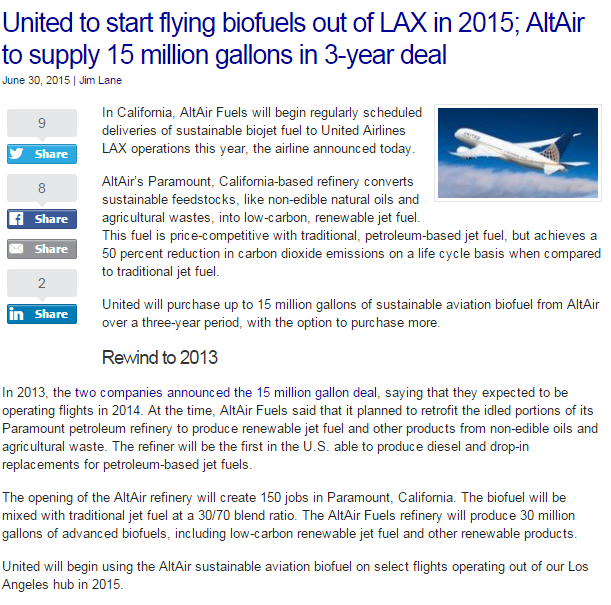 United to start flying biofuels out of LAX in 2015; AltAir
to supply 15 million gallons in 3-year deal
June 30, 2015 | Jim Lane
9
Share
8
Share
Share
2
Share
In California, AltAir Fuels will begin regularly scheduled
deliveries of sustainable biojet fuel to United Airlines
LAX operations this year, the airline announced today.
AltAir's Paramount, California-based refinery converts
sustainable feedstocks, like non-edible natural oils and
agricultural wastes, into low-carbon, renewable jet fuel.
This fuel is price-competitive with traditional, petroleum-based jet fuel, but achieves a
50 percent reduction in carbon dioxide emissions on a life cycle basis when compared
to traditional jet fuel.
United will purchase up to 15 million gallons of sustainable aviation biofuel from AltAir
over a three-year period, with the option to purchase more.
Rewind to 2013
In 2013, the two companies announced the 15 million gallon deal, saying that they expected to be
operating flights in 2014. At the time, AltAir Fuels said that it planned to retrofit the idled portions of its
Paramount petroleum refinery to produce renewable jet fuel and other products from non-edible oils and
agricultural waste. The refiner will be the first in the U.S. able to produce diesel and drop-in
replacements for petroleum-based jet fuels.
The opening of the AltAir refinery will create 150 jobs in Paramount, California. The biofuel will be
mixed with traditional jet fuel at a 30/70 blend ratio. The AltAir Fuels refinery will produce 30 million
gallons of advanced biofuels, including low-carbon renewable jet fuel and other renewable products.
United will begin using the AltAir sustainable aviation biofuel on select flights operating out of our Los
Angeles hub in 2015.